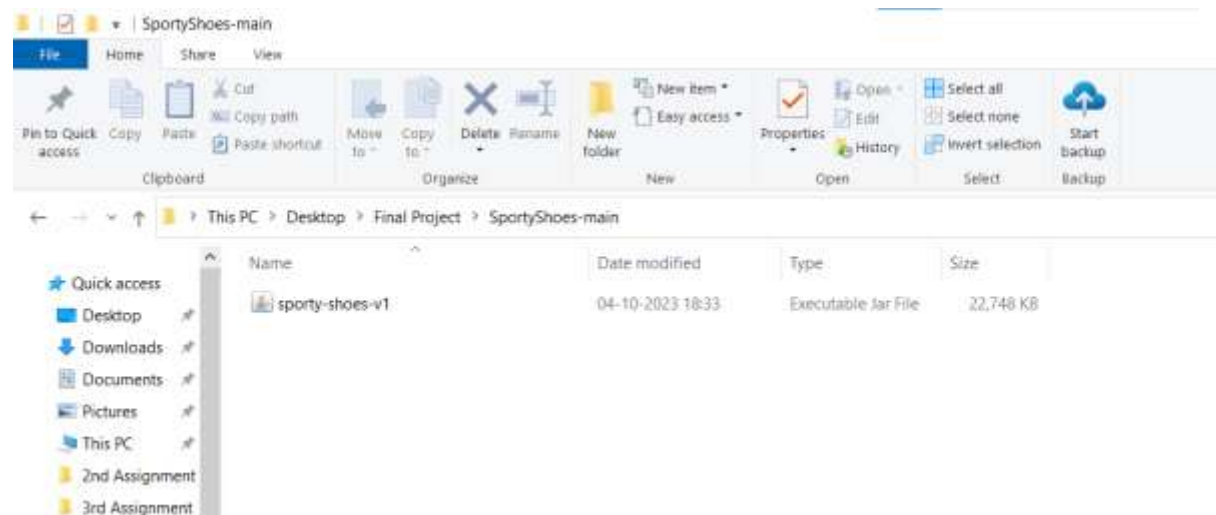 SportyShoes-main
File Home Share View
Pin to Quick access
Copy
Paste
Cut
Copy path
Paste shortcut
Clipboard
Move to
Copy to
Delete
Rename
Organize
New folder
New item
Easy access
New
Properties
Open
Edit
History
Open
Select all
Select none
Invert selection
Select
Start backup
Backup
This PC > Desktop > Final Project > SportyShoes-main
Name Date modified Type Size
sporty-shoes-v1 04-10-2023 18:33 Executable Jar File 22,748 KB
Quick access
Desktop
Downloads
Documents
Pictures
This PC
2nd Assignment
3rd Assignment